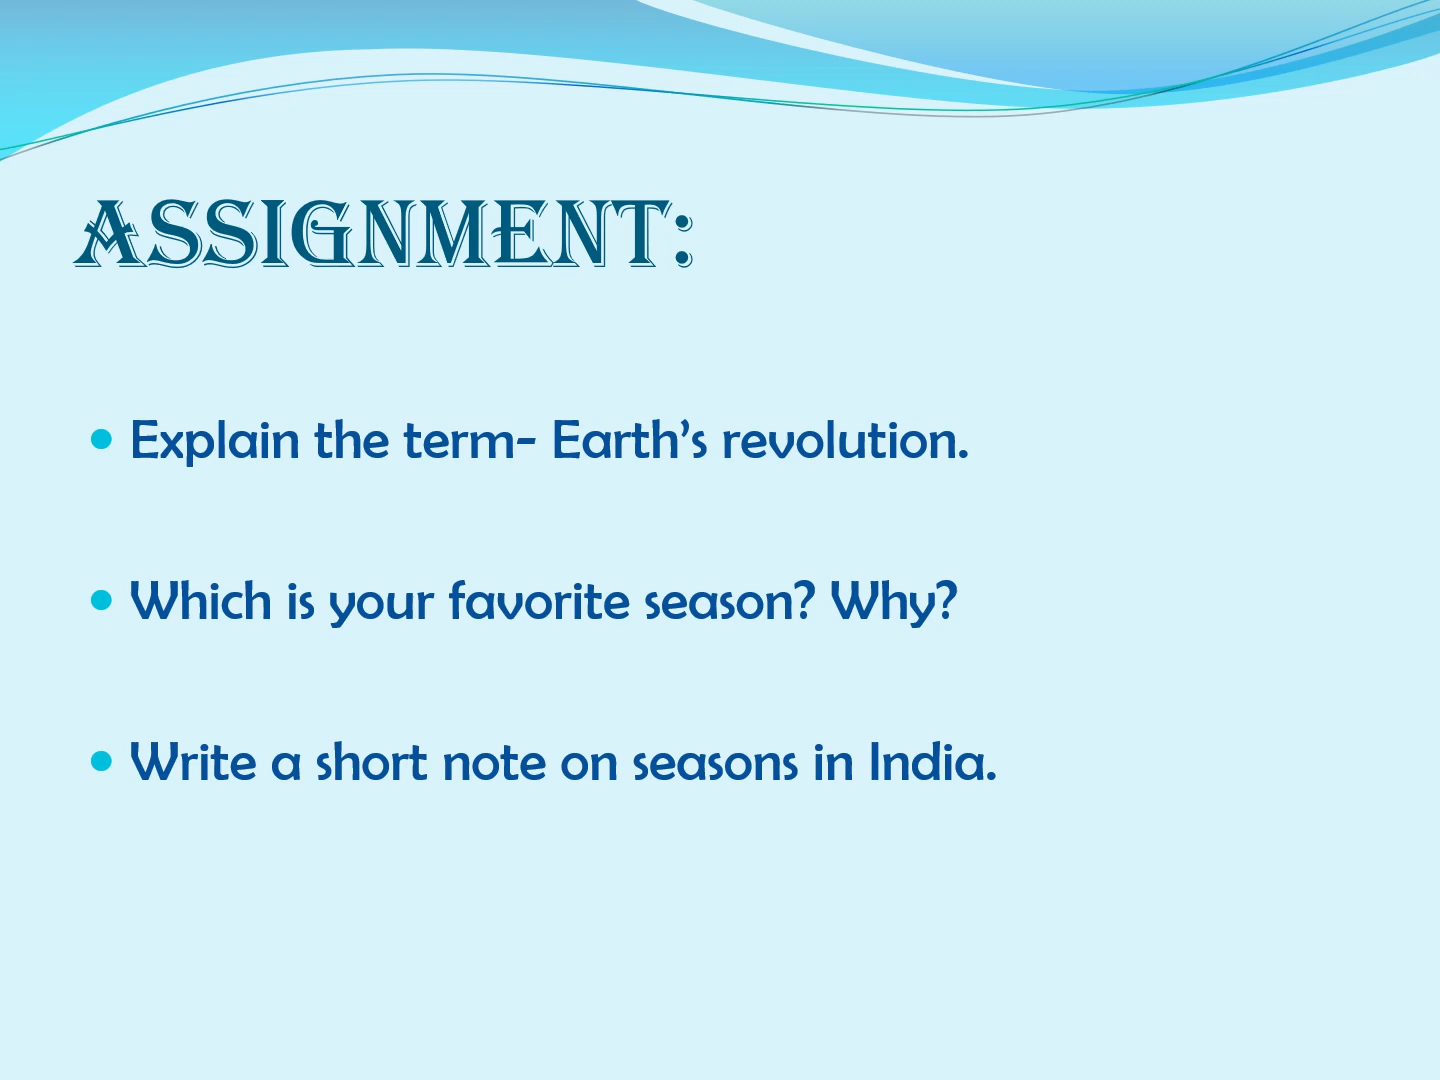 ASSIGNMENT:
• Explain the term- Earth’s revolution.
• Which is your favorite season? Why?
• Write a short note on seasons in India.